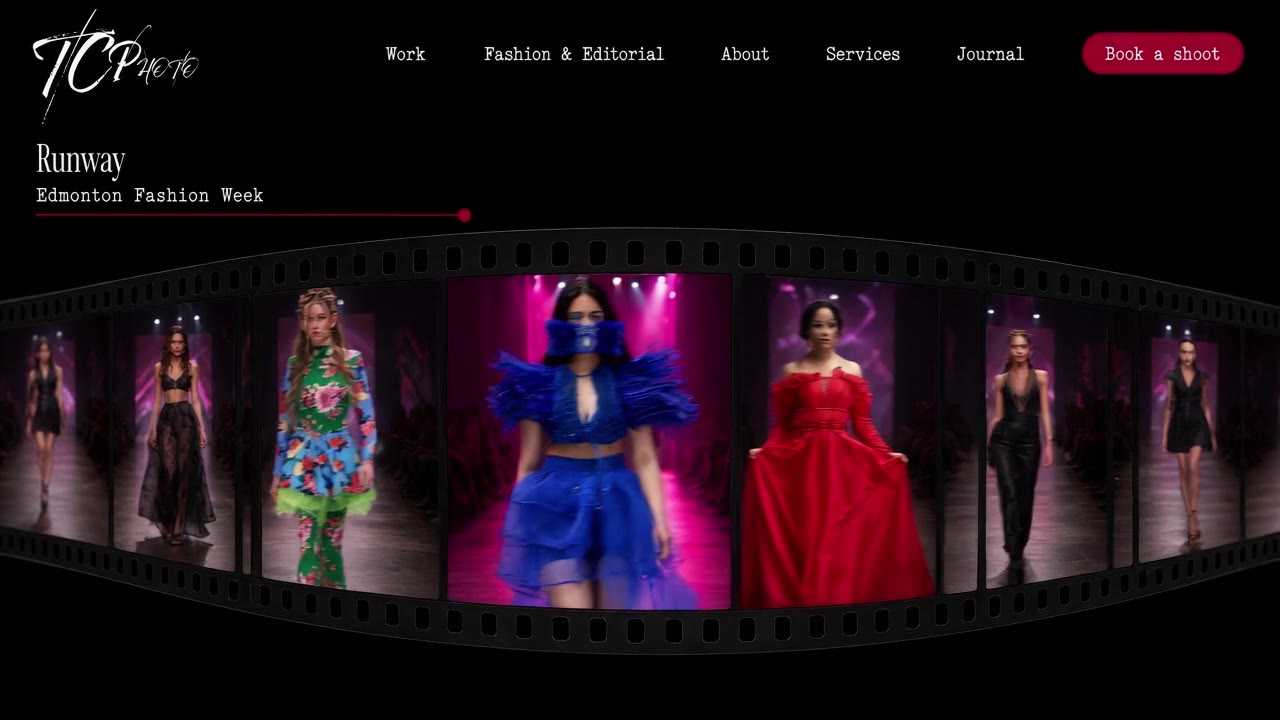 TCPHOTO
Work
Fashion & Editorial
About
Services
Journal
Book a shoot
Runway
Edmonton Fashion Week